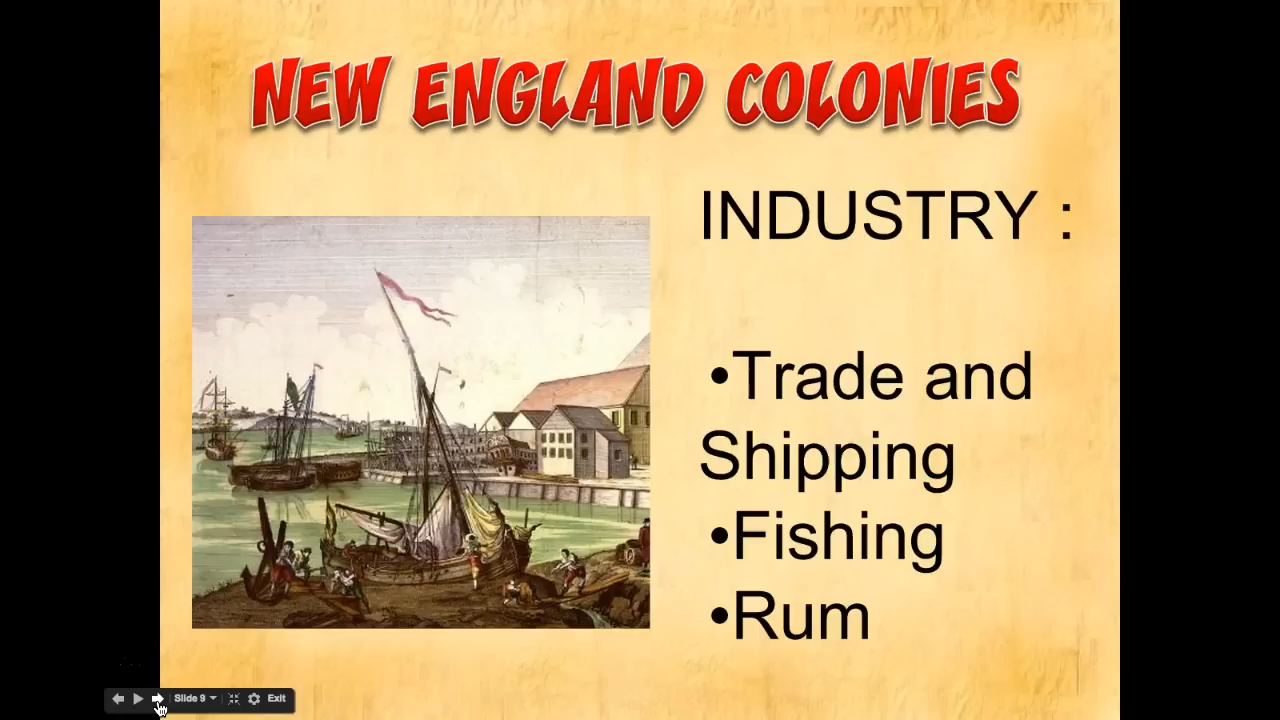 NEW ENGLAND COLONIES
INDUSTRY :
•Trade and
Shipping
•Fishing
•Rum
Slide 9
Exit